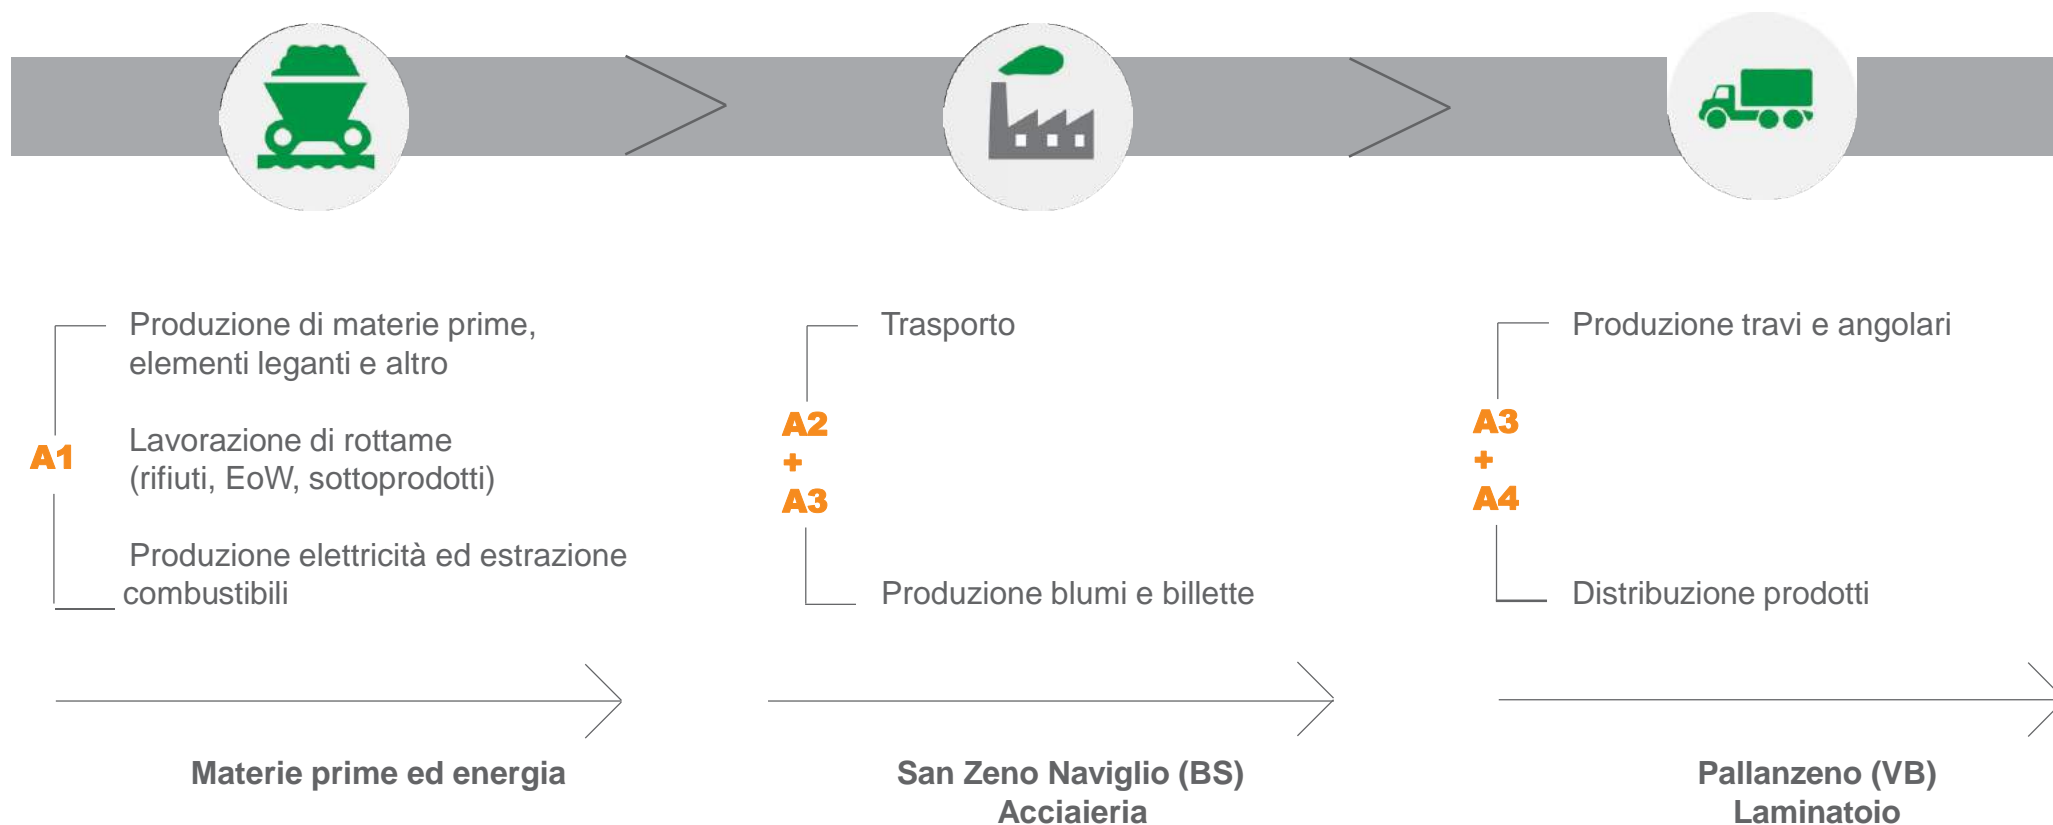 Produzione di materie prime,
elementi leganti e altro
A1
Lavorazione di rottame
(rifiuti, EoW, sottoprodotti)
Produzione elettricità ed estrazione
combustibili
Materie prime ed energia
Trasporto
A2
+
A3
Produzione blumi e billette
San Zeno Naviglio (BS)
Acciaieria
Produzione travi e angolari
A3
+
A4
Distribuzione prodotti
Pallanzeno (VB)
Laminatoio